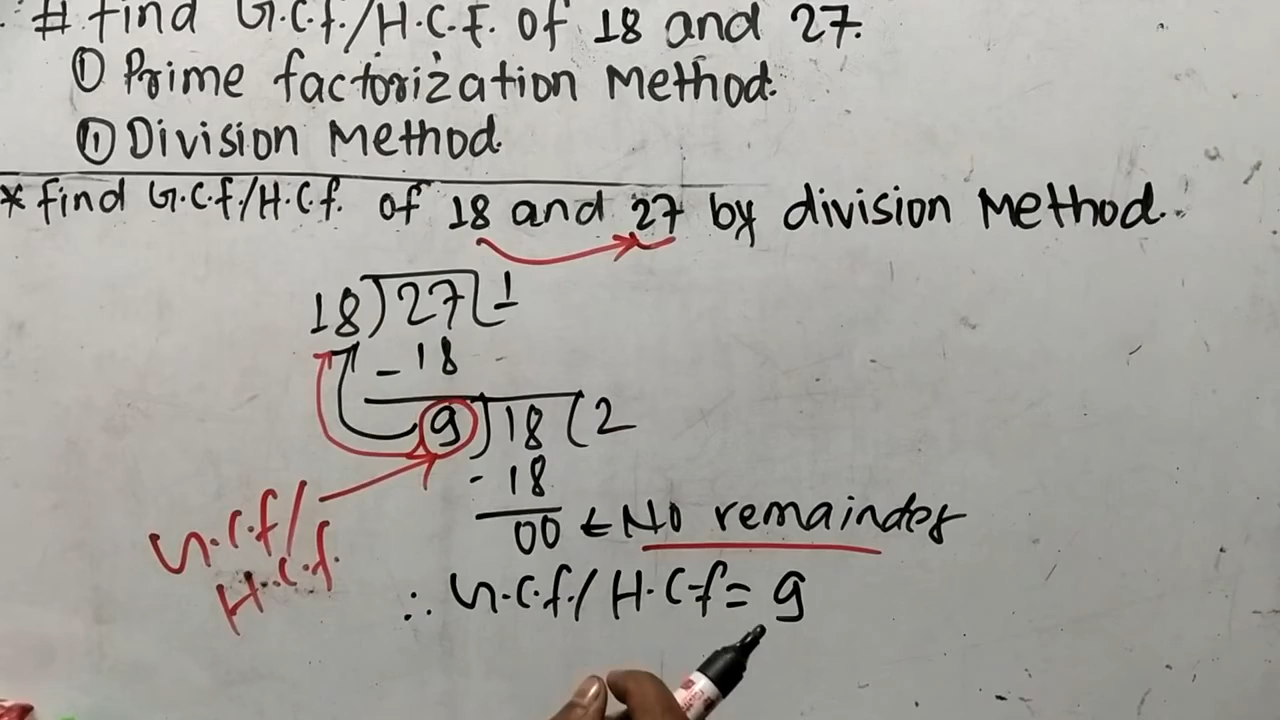 # find G.C.f./H.C.F. of 18 and 27.
① Prime factorization Method.
① Division Method.
* find G.C.f/H.C.f. of 18 and 27 by division Method.
18) 27 ( 1
- 18
9) 18 ( 2
- 18
00 ← No remainder
G.C.f/
H.C.f.
∴ G.C.f./H.C.f = 9